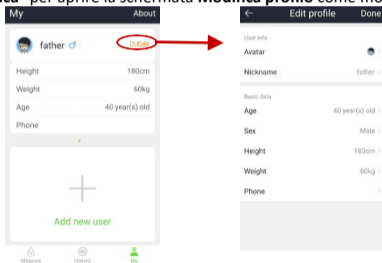 ca" per aprire la schermata Modifica profilo come mo
My About
father ♂ Edit
Height 180cm
Weight 60kg
Age 40 year(s) old
Phone
Add new user
Measure History My
← Edit profile Done
User info
Avatar
Nickname father
Basic data
Age 40 year(s) old
Sex Male
Height 180cm
Weight 60kg
Phone